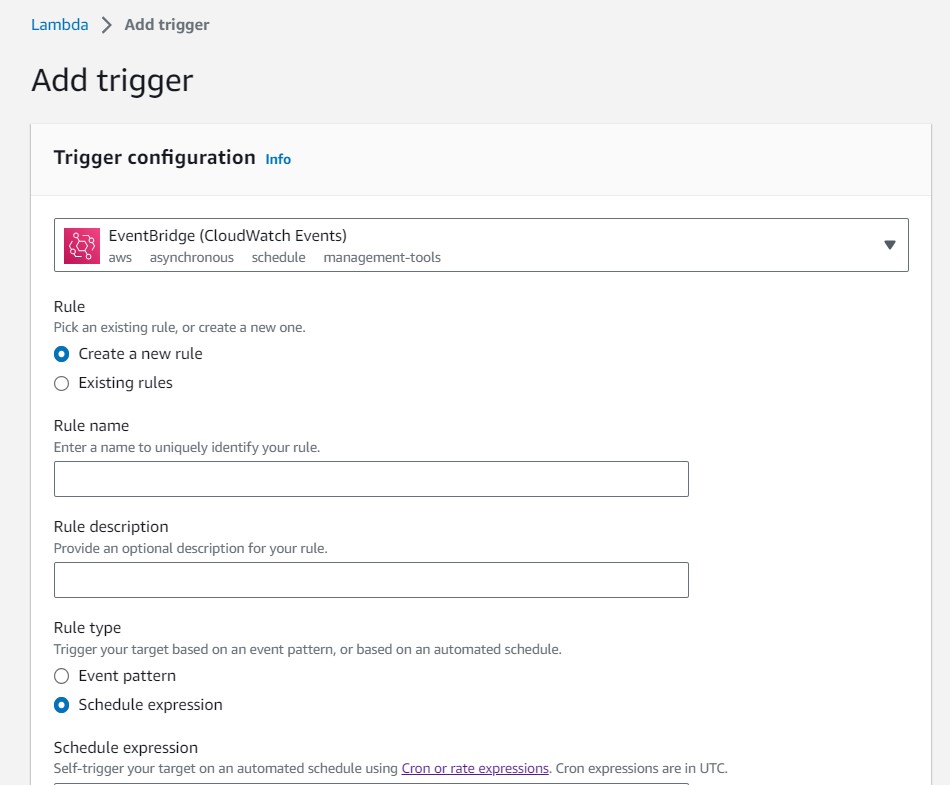 Lambda > Add trigger
Add trigger
Trigger configuration Info
EventBridge (CloudWatch Events)
aws asynchronous schedule management-tools
Rule
Pick an existing rule, or create a new one.
Create a new rule
Existing rules
Rule name
Enter a name to uniquely identify your rule.
Rule description
Provide an optional description for your rule.
Rule type
Trigger your target based on an event pattern, or based on an automated schedule.
Event pattern
Schedule expression
Schedule expression
Self-trigger your target on an automated schedule using Cron or rate expressions. Cron expressions are in UTC.